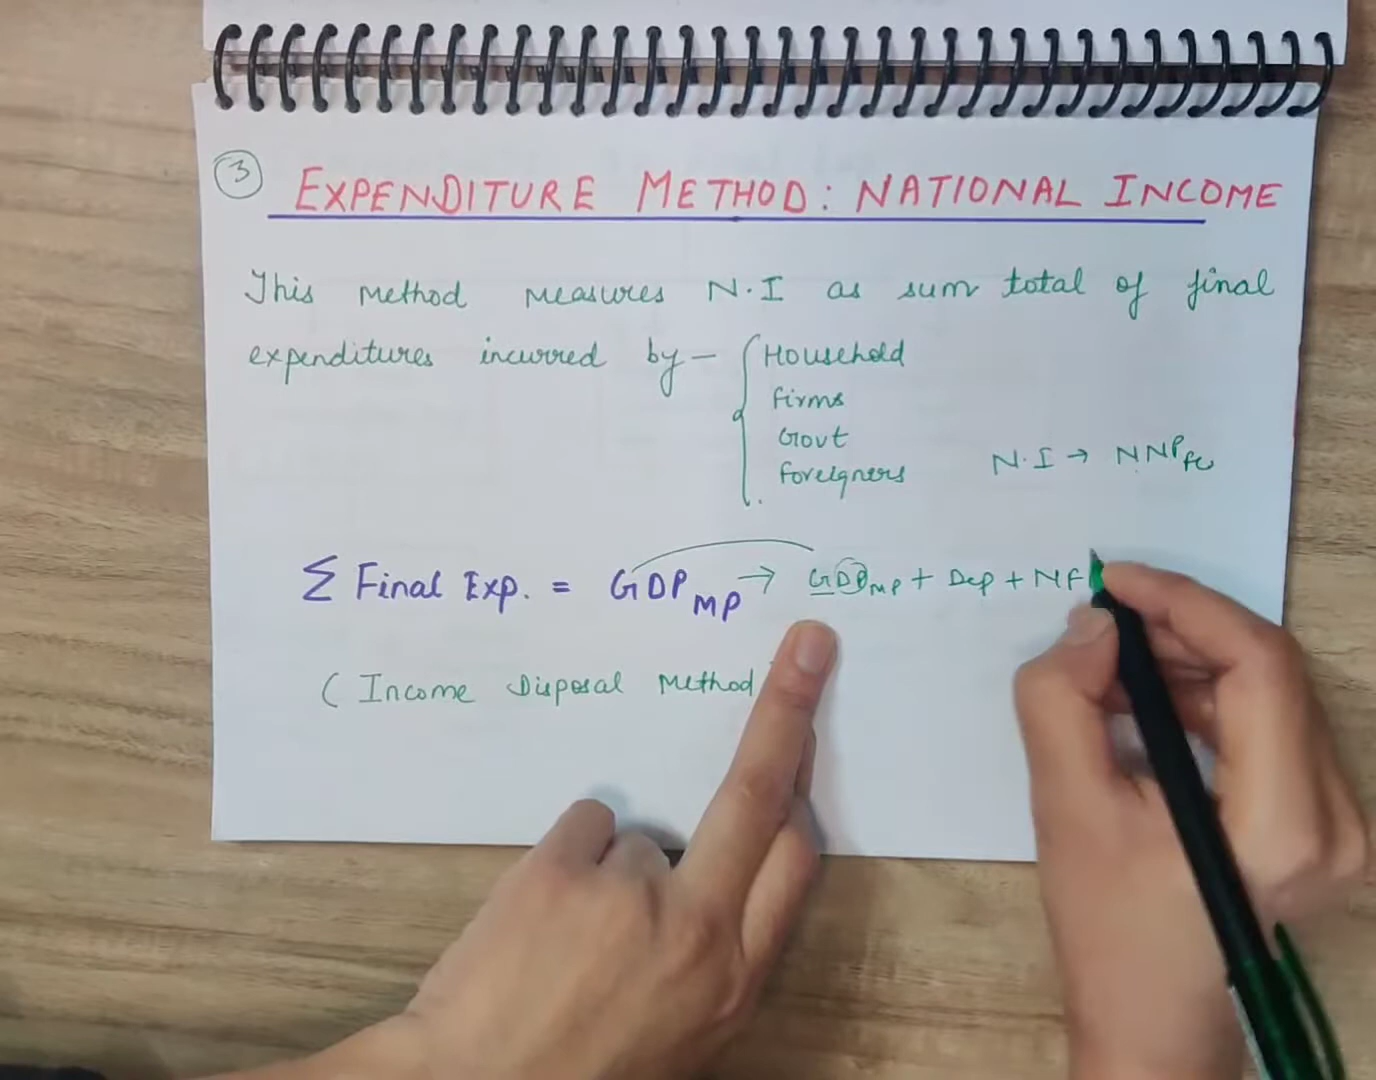 3
EXPENDITURE METHOD: NATIONAL INCOME
This method measures N.I as sum total of final
expenditures incurred by — { Household
Firms
Govt
Foreigners
N.I → NNPfc
Σ Final Exp. = GDPMP → GDPMP + Dep + NF
( Income Disposal Method